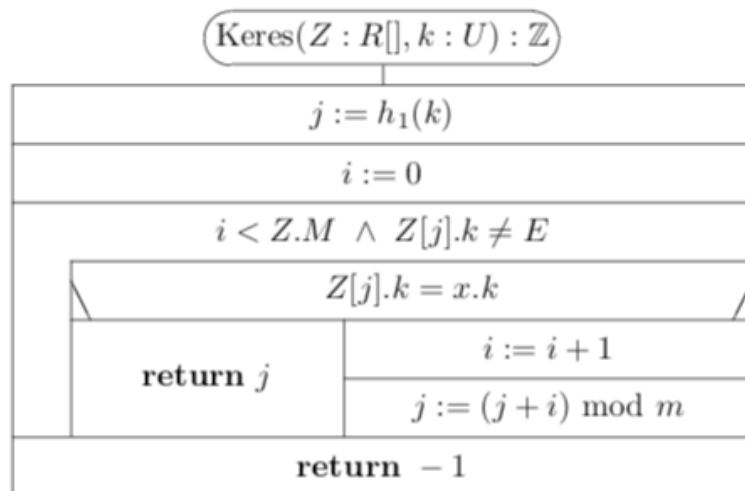 Keres(Z : R[], k : U) : ℤ
j := h₁(k)
i := 0
i < Z.M ∧ Z[j].k ≠ E
Z[j].k = x.k
return j
i := i + 1
j := (j + i) mod m
return − 1